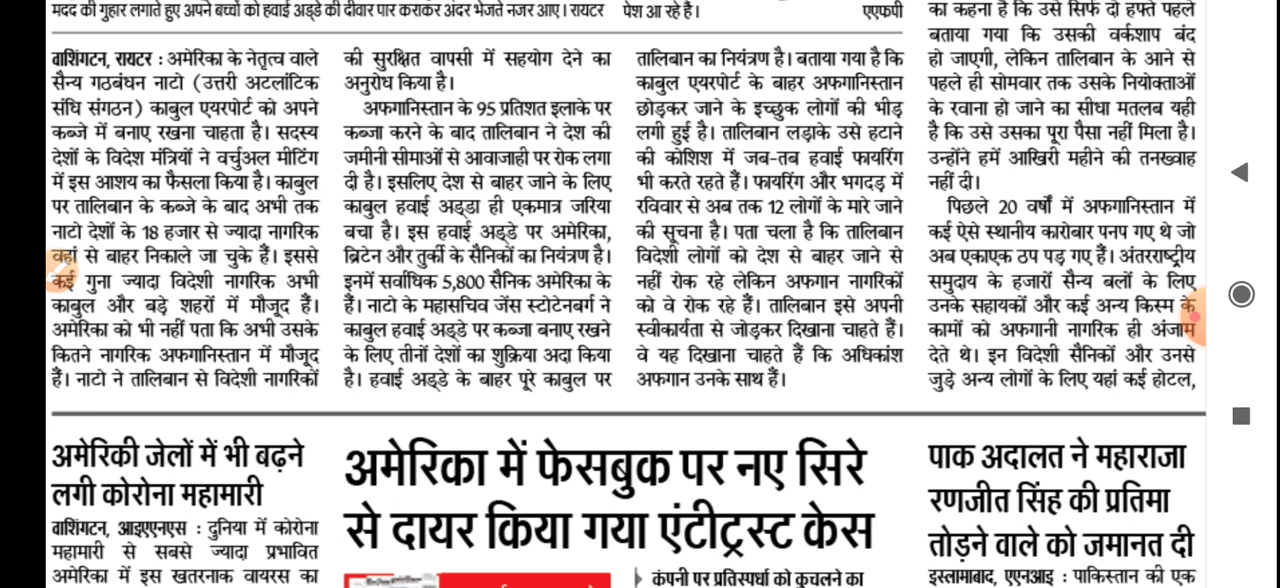 मदद की गुहार लगाते हुए अपने बच्चों को हवाई अड्डे की दीवार पार कराकर अंदर भेजते नजर आए। रायटर
पेश आ रहे हैं।
एएफपी
वाशिंगटन, रायटर : अमेरिका के नेतृत्व वाले
सैन्य गठबंधन नाटो (उत्तरी अटलांटिक
संधि संगठन) काबुल एयरपोर्ट को अपने
कब्जे में बनाए रखना चाहता है। सदस्य
देशों के विदेश मंत्रियों ने वर्चुअल मीटिंग
में इस आशय का फैसला किया है। काबुल
पर तालिबान के कब्जे के बाद अभी तक
नाटो देशों के 18 हजार से ज्यादा नागरिक
वहां से बाहर निकाले जा चुके हैं। इससे
कई गुना ज्यादा विदेशी नागरिक अभी
काबुल और बड़े शहरों में मौजूद हैं।
अमेरिका को भी नहीं पता कि अभी उसके
कितने नागरिक अफगानिस्तान में मौजूद
हैं। नाटो ने तालिबान से विदेशी नागरिकों
की सुरक्षित वापसी में सहयोग देने का
अनुरोध किया है।
अफगानिस्तान के 95 प्रतिशत इलाके पर
कब्जा करने के बाद तालिबान ने देश की
जमीनी सीमाओं से आवाजाही पर रोक लगा
दी है। इसलिए देश से बाहर जाने के लिए
काबुल हवाई अड्डा ही एकमात्र जरिया
बचा है। इस हवाई अड्डे पर अमेरिका,
ब्रिटेन और तुर्की के सैनिकों का नियंत्रण है।
इनमें सर्वाधिक 5,800 सैनिक अमेरिका के
हैं। नाटो के महासचिव जेंस स्टोटेनबर्ग ने
काबुल हवाई अड्डे पर कब्जा बनाए रखने
के लिए तीनों देशों का शुक्रिया अदा किया
है। हवाई अड्डे के बाहर पूरे काबुल पर
तालिबान का नियंत्रण है। बताया गया है कि
काबुल एयरपोर्ट के बाहर अफगानिस्तान
छोड़कर जाने के इच्छुक लोगों की भीड़
लगी हुई है। तालिबान लड़ाके उसे हटाने
की कोशिश में जब-तब हवाई फायरिंग
भी करते रहते हैं। फायरिंग और भगदड़ में
रविवार से अब तक 12 लोगों के मारे जाने
की सूचना है। पता चला है कि तालिबान
विदेशी लोगों को देश से बाहर जाने से
नहीं रोक रहे लेकिन अफगान नागरिकों
को वे रोक रहे हैं। तालिबान इसे अपनी
स्वीकार्यता से जोड़कर दिखाना चाहते हैं।
वे यह दिखाना चाहते हैं कि अधिकांश
अफगान उनके साथ हैं।
का कहना है कि उसे सिर्फ दो हफ्ते पहले
बताया गया कि उसकी वर्कशाप बंद
हो जाएगी, लेकिन तालिबान के आने से
पहले ही सोमवार तक उसके नियोक्ताओं
के रवाना हो जाने का सीधा मतलब यही
है कि उसे उसका पूरा पैसा नहीं मिला है।
उन्होंने हमें आखिरी महीने की तनख्वाह
नहीं दी।
पिछले 20 वर्षों में अफगानिस्तान में
कई ऐसे स्थानीय कारोबार पनप गए थे जो
अब एकाएक ठप पड़ गए हैं। अंतरराष्ट्रीय
समुदाय के हजारों सैन्य बलों के लिए
उनके सहायकों और कई अन्य किस्म के
कामों को अफगानी नागरिक ही अंजाम
देते थे। इन विदेशी सैनिकों और उनसे
जुड़े अन्य लोगों के लिए यहां कई होटल,
अमेरिकी जेलों में भी बढ़ने
लगी कोरोना महामारी
वाशिंगटन, आइएएनएस : दुनिया में कोरोना
महामारी से सबसे ज्यादा प्रभावित
अमेरिका में इस खतरनाक वायरस का
अमेरिका में फेसबुक पर नए सिरे
से दायर किया गया एंटीट्रस्ट केस
कंपनी पर प्रतिस्पर्धा को कुचलने का
पाक अदालत ने महाराजा
रणजीत सिंह की प्रतिमा
तोड़ने वाले को जमानत दी
इस्लामाबाद, एएनआइ : पाकिस्तान की एक